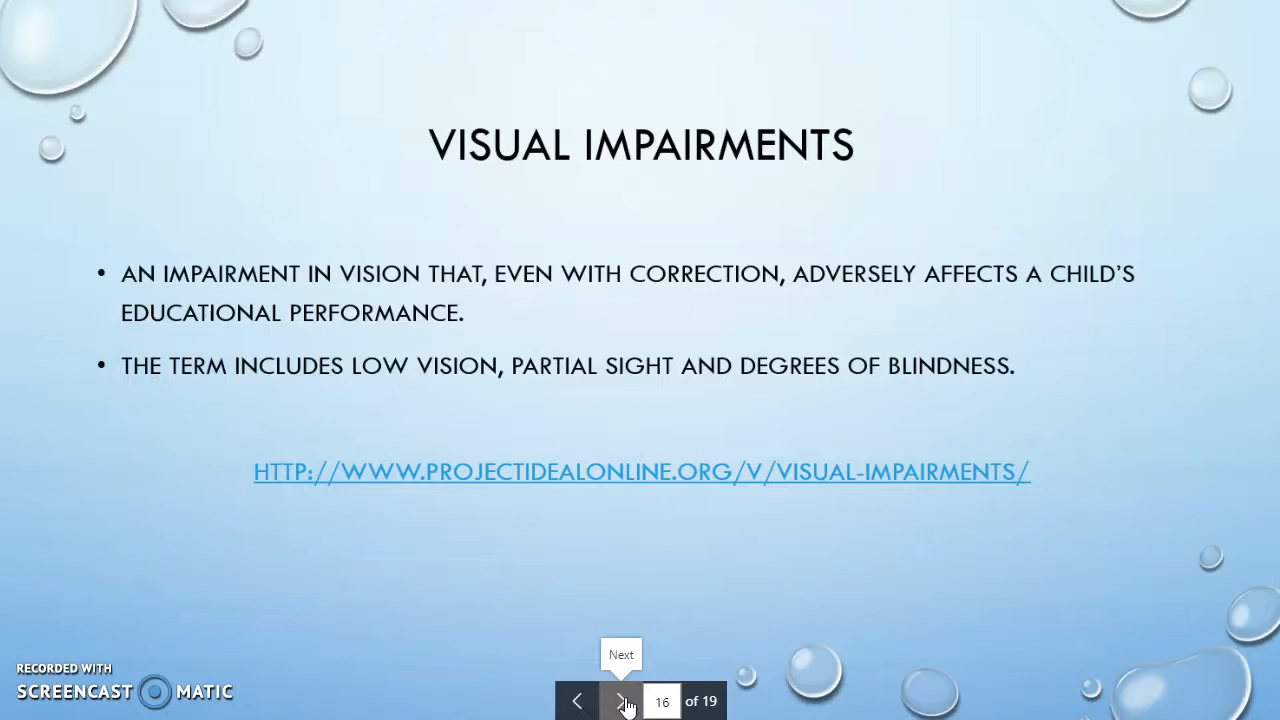 VISUAL IMPAIRMENTS
• AN IMPAIRMENT IN VISION THAT, EVEN WITH CORRECTION, ADVERSELY AFFECTS A CHILD’S
EDUCATIONAL PERFORMANCE.
• THE TERM INCLUDES LOW VISION, PARTIAL SIGHT AND DEGREES OF BLINDNESS.
HTTP://WWW.PROJECTIDEALONLINE.ORG/V/VISUAL-IMPAIRMENTS/
Next
16 of 19
RECORDED WITH
SCREENCAST MATIC